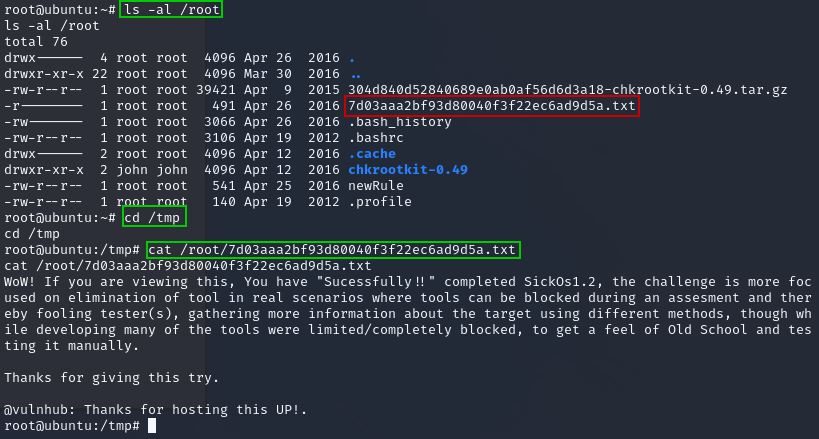 root@ubuntu:~# ls -al /root
ls -al /root
total 76
drwx------  4 root root  4096 Apr 26  2016 .
drwxr-xr-x 22 root root  4096 Mar 30  2016 ..
-rw-r--r--  1 root root 39421 Apr  9  2015 304d840d52840689e0ab0af56d6d3a18-chkrootkit-0.49.tar.gz
-r--------  1 root root   491 Apr 26  2016 7d03aaa2bf93d80040f3f22ec6ad9d5a.txt
-rw-------  1 root root  3066 Apr 26  2016 .bash_history
-rw-r--r--  1 root root  3106 Apr 19  2012 .bashrc
drwx------  2 root root  4096 Apr 12  2016 .cache
drwxr-xr-x  2 john john  4096 Apr 12  2016 chkrootkit-0.49
-rw-r--r--  1 root root   541 Apr 25  2016 newRule
-rw-r--r--  1 root root   140 Apr 19  2012 .profile
root@ubuntu:~# cd /tmp
cd /tmp
root@ubuntu:/tmp# cat /root/7d03aaa2bf93d80040f3f22ec6ad9d5a.txt
cat /root/7d03aaa2bf93d80040f3f22ec6ad9d5a.txt
WoW! If you are viewing this, You have "Sucessfully!!" completed SickOs1.2, the challenge is more foc
used on elimination of tool in real scenarios where tools can be blocked during an assesment and ther
eby fooling tester(s), gathering more information about the target using different methods, though wh
ile developing many of the tools were limited/completely blocked, to get a feel of Old School and tes
ting it manually.

Thanks for giving this try.

@vulnhub: Thanks for hosting this UP!.
root@ubuntu:/tmp#